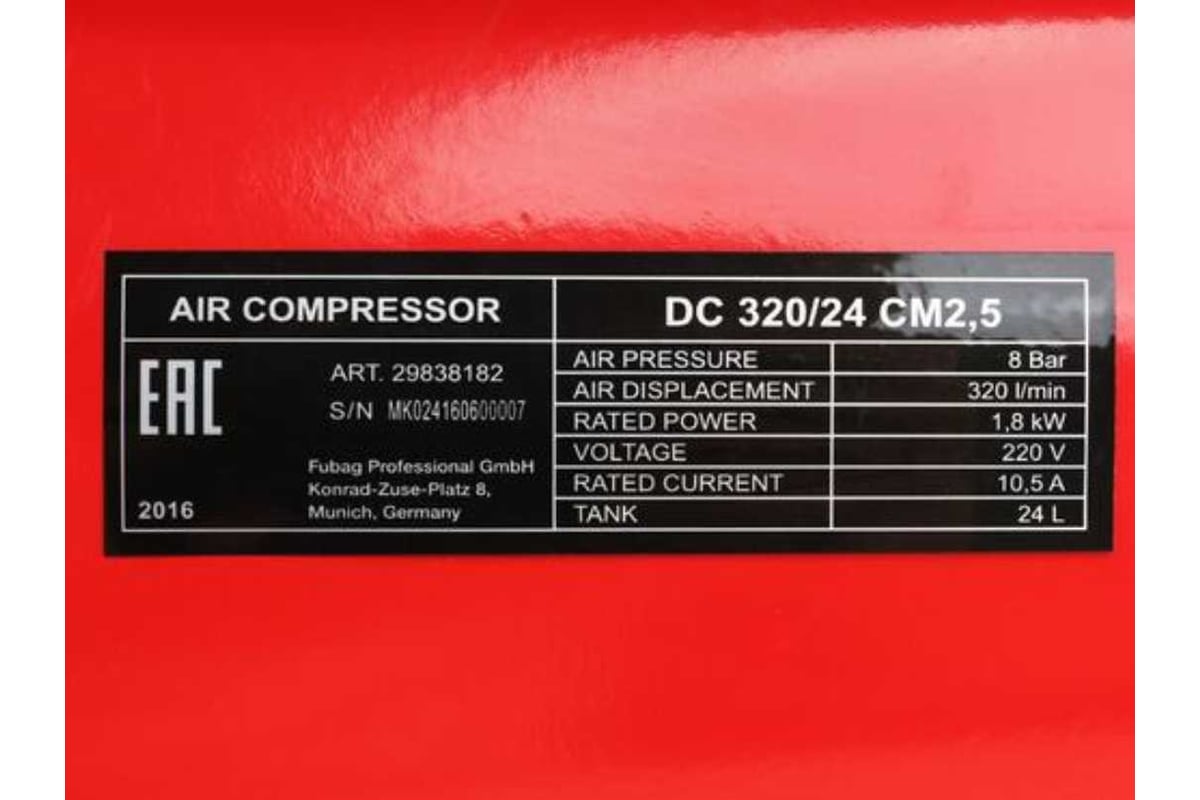 AIR COMPRESSOR
DC 320/24 CM2,5
EAC
ART. 29838182
S/N MK024160600007
Fubag Professional GmbH
Konrad-Zuse-Platz 8,
Munich, Germany
2016
AIR PRESSURE 8 Bar
AIR DISPLACEMENT 320 l/min
RATED POWER 1,8 kW
VOLTAGE 220 V
RATED CURRENT 10,5 A
TANK 24 L